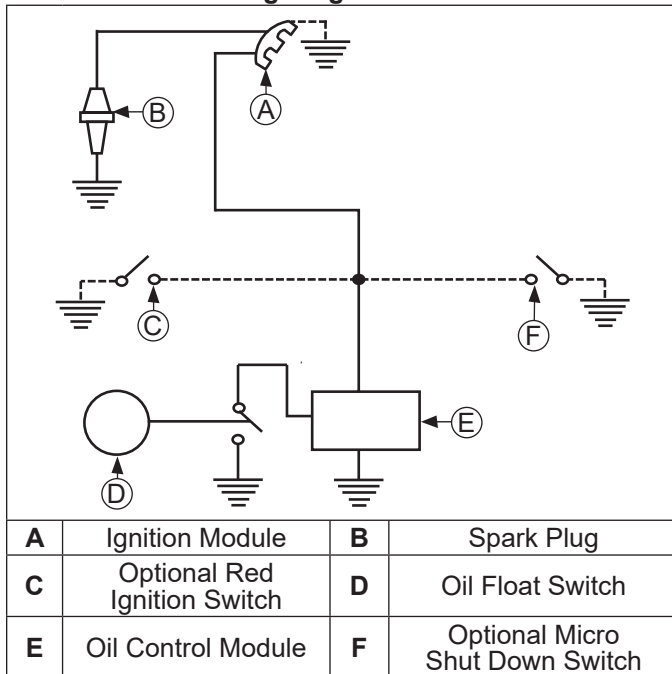 B
A
C
F
E
D
A Ignition Module B Spark Plug
C Optional Red
Ignition Switch D Oil Float Switch
E Oil Control Module F Optional Micro
Shut Down Switch